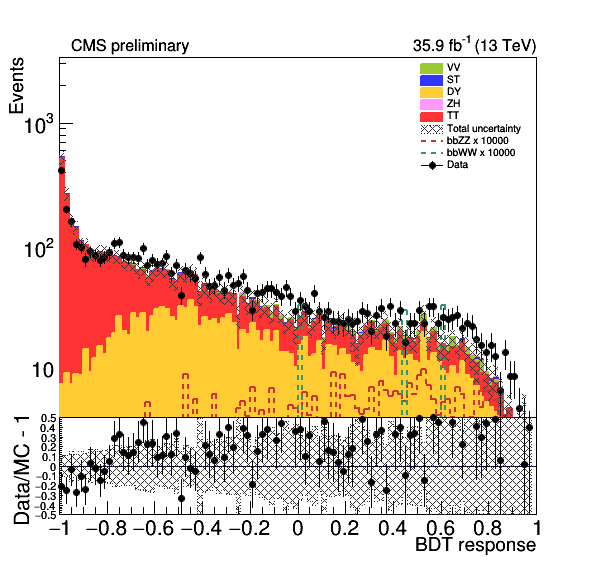 CMS preliminary 35.9 fb⁻¹ (13 TeV)
Events
VV
ST
DY
ZH
TT
Total uncertainty
bbZZ x 10000
bbWW x 10000
Data
10³
10²
10
Data/MC - 1
0.5
0.4
0.3
0.2
0.1
0
−0.1
−0.2
−0.3
−0.4
−0.5
−1 −0.8 −0.6 −0.4 −0.2 0 0.2 0.4 0.6 0.8 1
BDT response